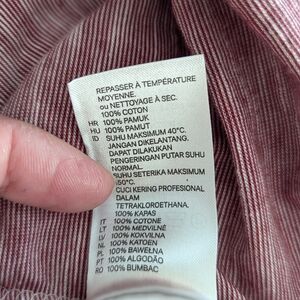 REPASSER À TEMPÉRATURE
MOYENNE.
ou NETTOYAGE À SEC.
100% COTON
HR 100% PAMUK
HU 100% PAMUT
ID SUHU MAKSIMUM 40°C.
JANGAN DIKELANTANG.
DAPAT DILAKUKAN
PENGERINGAN PUTAR SUHU
NORMAL.
SUHU SETERIKA MAKSIMUM
150°C.
CUCI KERING PROFESIONAL
DALAM
TETRAKLOROETHANA.
100% KAPAS
IT 100% COTONE
LT 100% MEDVILNĖ
LV 100% KOKVILNA
NL 100% KATOEN
PL 100% BAWEŁNA
PT 100% ALGODÃO
RO 100% BUMBAC